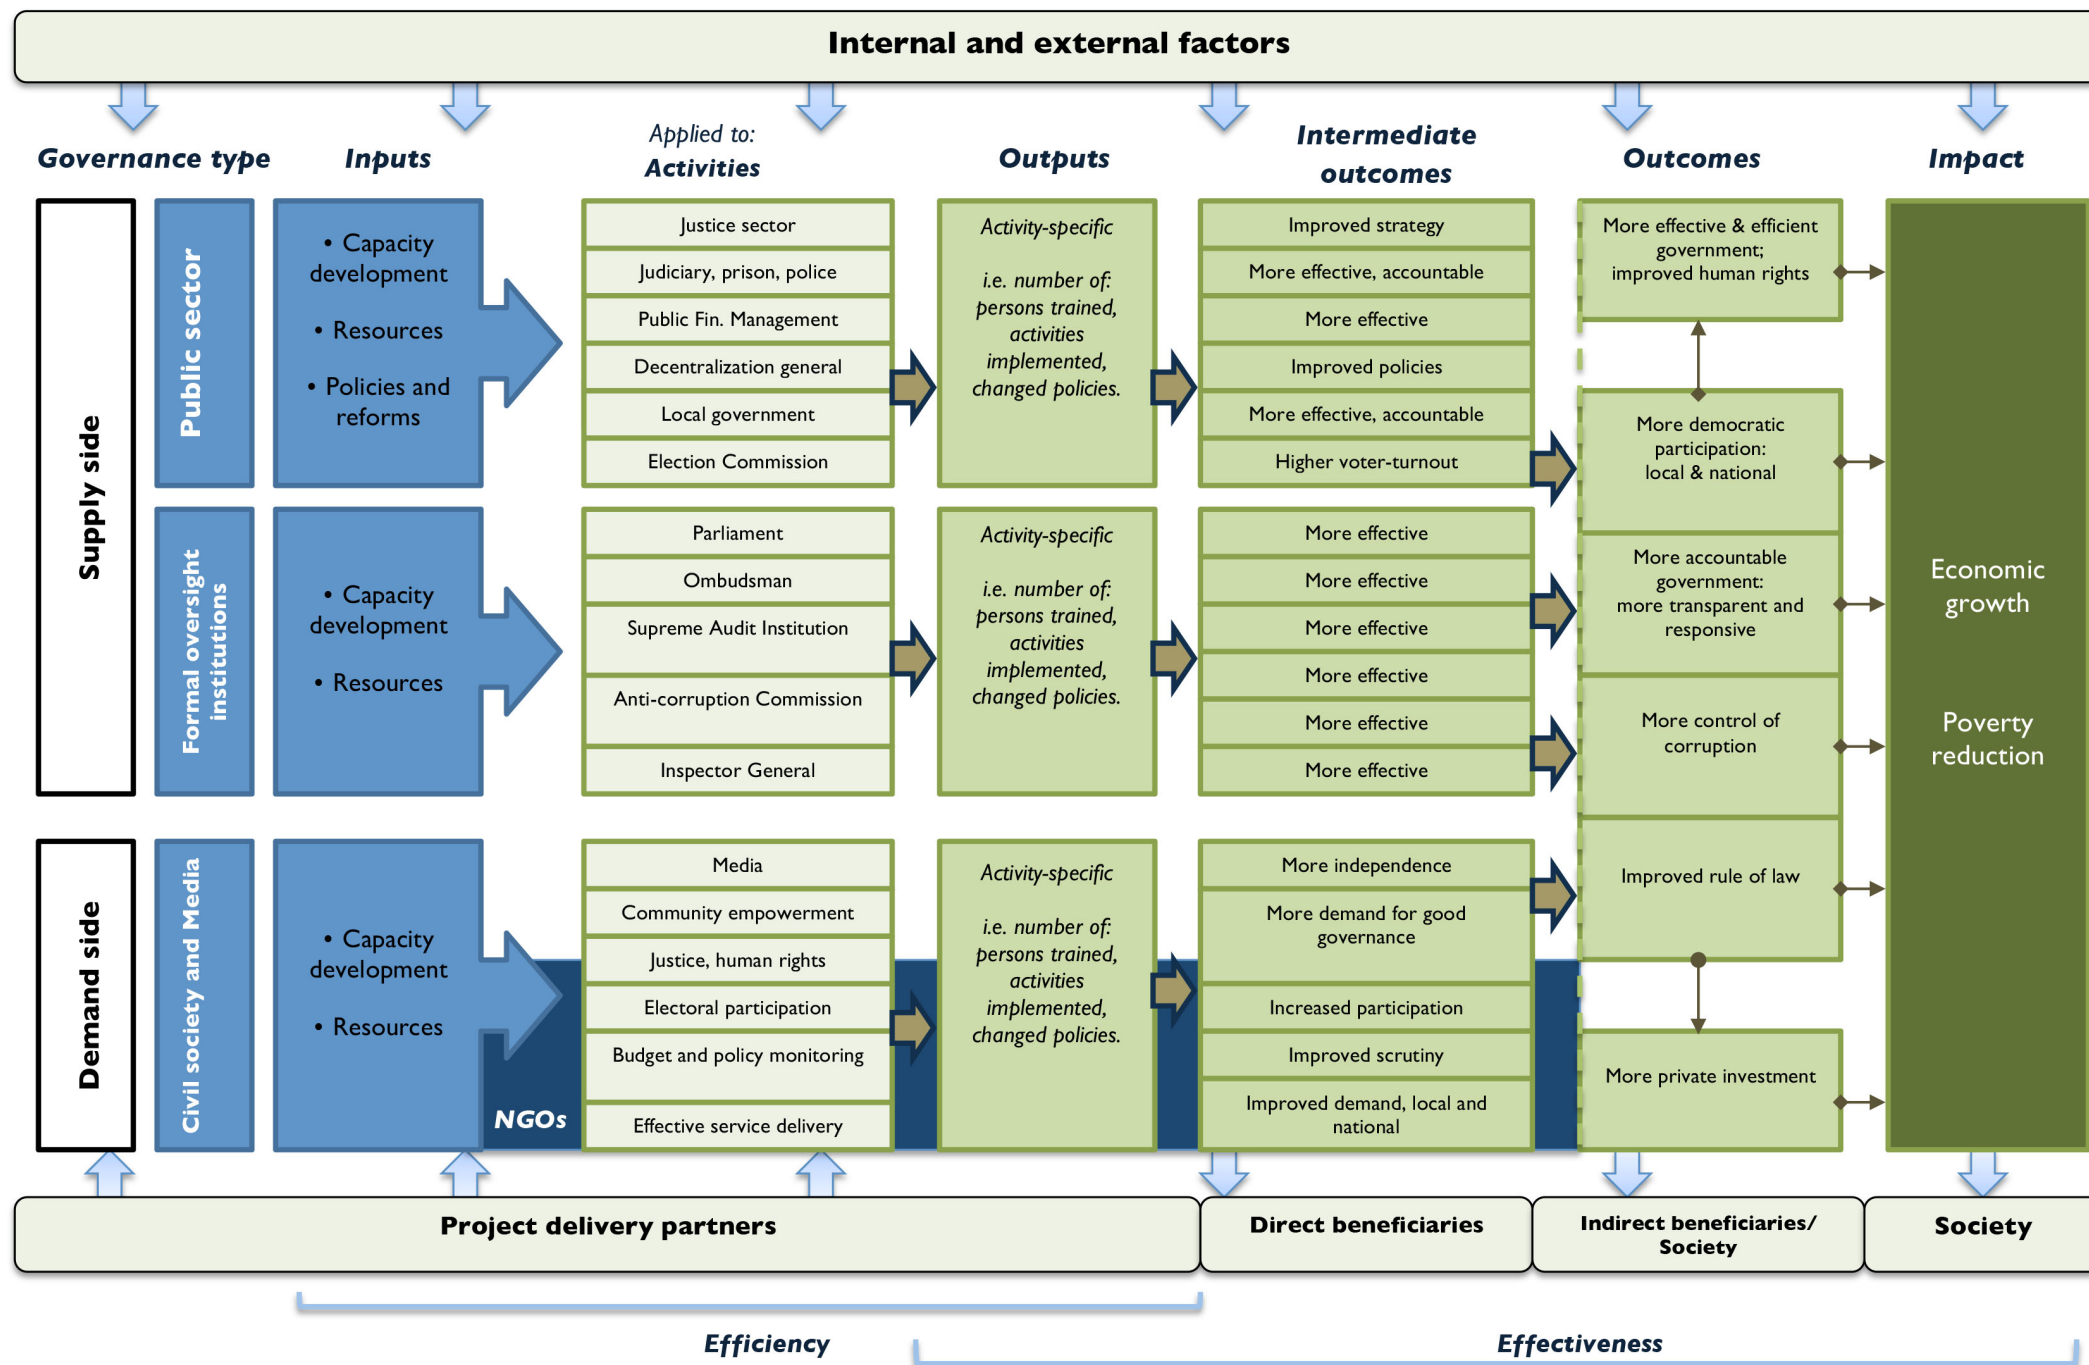 Internal and external factors
Governance type
Inputs
Applied to:
Activities
Outputs
Intermediate
outcomes
Outcomes
Impact
Supply side
Public sector
• Capacity
development
• Resources
• Policies and
reforms
Justice sector
Judiciary, prison, police
Public Fin. Management
Decentralization general
Local government
Election Commission
Activity-specific
i.e. number of:
persons trained,
activities
implemented,
changed policies.
Improved strategy
More effective, accountable
More effective
Improved policies
More effective, accountable
Higher voter-turnout
Formal oversight
institutions
• Capacity
development
• Resources
Parliament
Ombudsman
Supreme Audit Institution
Anti-corruption Commission
Inspector General
Activity-specific
i.e. number of:
persons trained,
activities
implemented,
changed policies.
More effective
More effective
More effective
More effective
More effective
More effective
Demand side
Civil society and Media
• Capacity
development
• Resources
NGOs
Media
Community empowerment
Justice, human rights
Electoral participation
Budget and policy monitoring
Effective service delivery
Activity-specific
i.e. number of:
persons trained,
activities
implemented,
changed policies.
More independence
More demand for good
governance
Increased participation
Improved scrutiny
Improved demand, local and
national
More effective & efficient
government;
improved human rights
More democratic
participation:
local & national
More accountable
government:
more transparent and
responsive
More control of
corruption
Improved rule of law
More private investment
Economic
growth
Poverty
reduction
Project delivery partners
Direct beneficiaries
Indirect beneficiaries/
Society
Society
Efficiency
Effectiveness